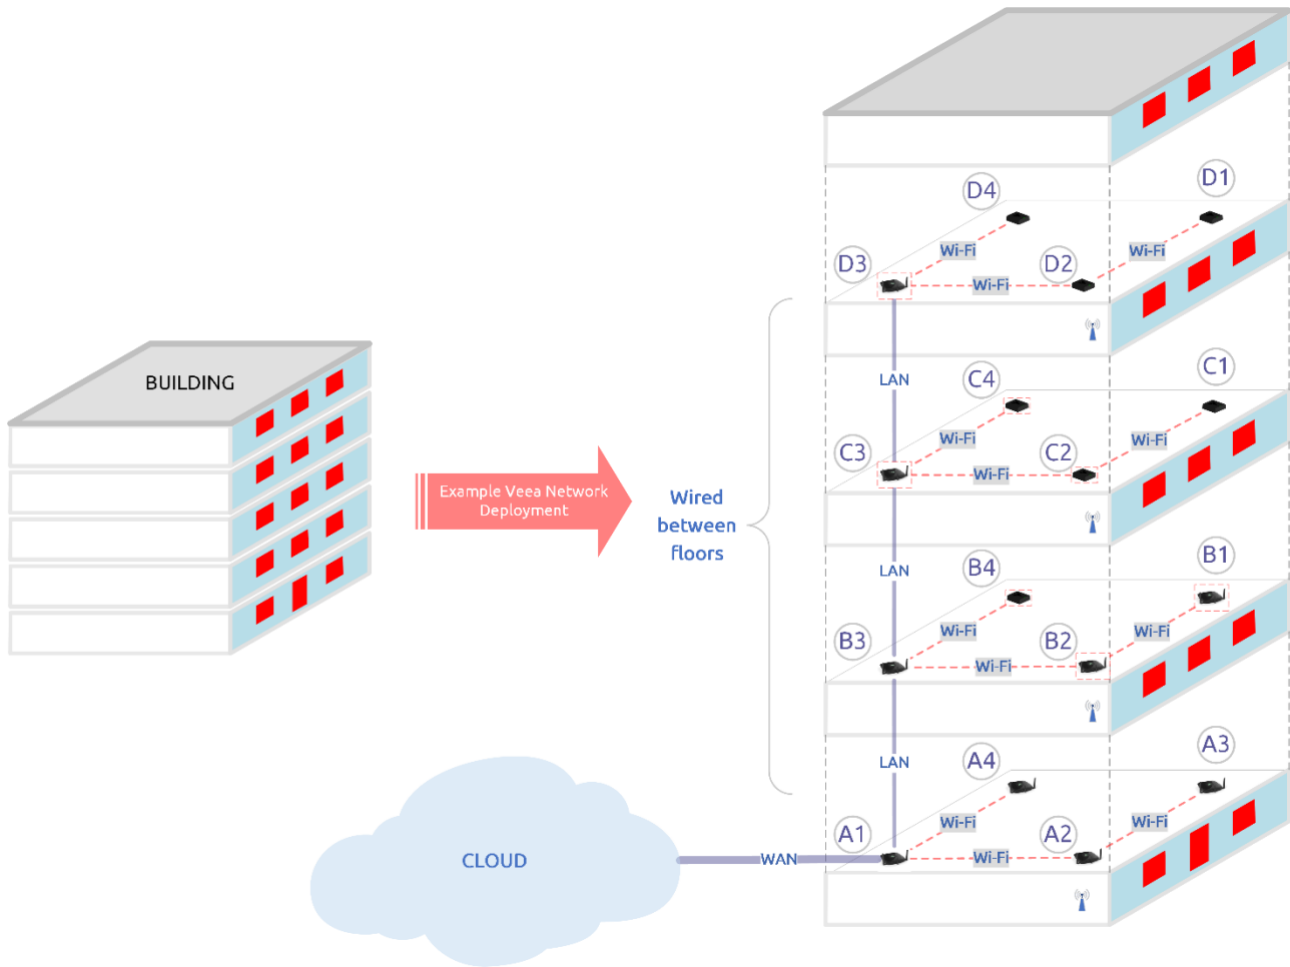 BUILDING
Example Veea Network
Deployment
Wired
between
floors
CLOUD
WAN
D4
D1
Wi-Fi
Wi-Fi
D3
D2
Wi-Fi
LAN
C4
C1
Wi-Fi
Wi-Fi
C3
C2
Wi-Fi
LAN
B4
B1
Wi-Fi
Wi-Fi
B3
B2
Wi-Fi
LAN
A4
A3
Wi-Fi
Wi-Fi
A1
A2
Wi-Fi